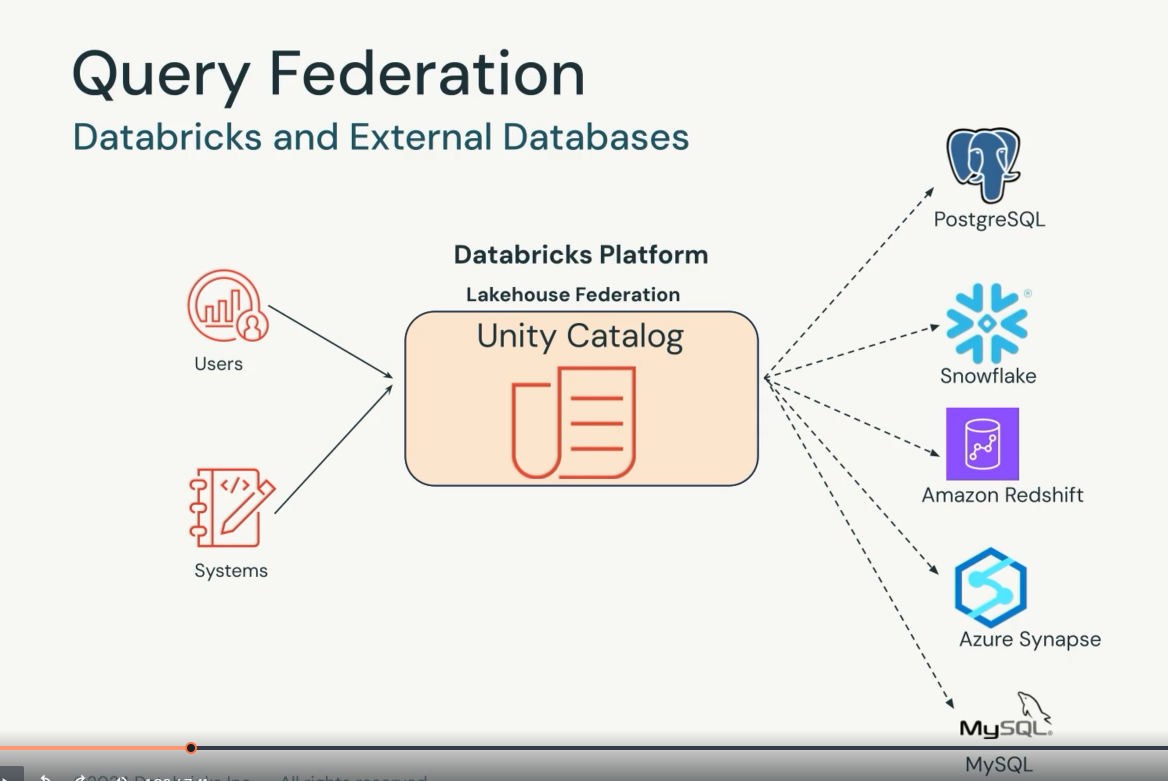 Query Federation
Databricks and External Databases
PostgreSQL
Databricks Platform
Lakehouse Federation
Unity Catalog
Users
Snowflake
®
Amazon Redshift
</>
Systems
Azure Synapse
MySQL®
MySQL
All rights reserved